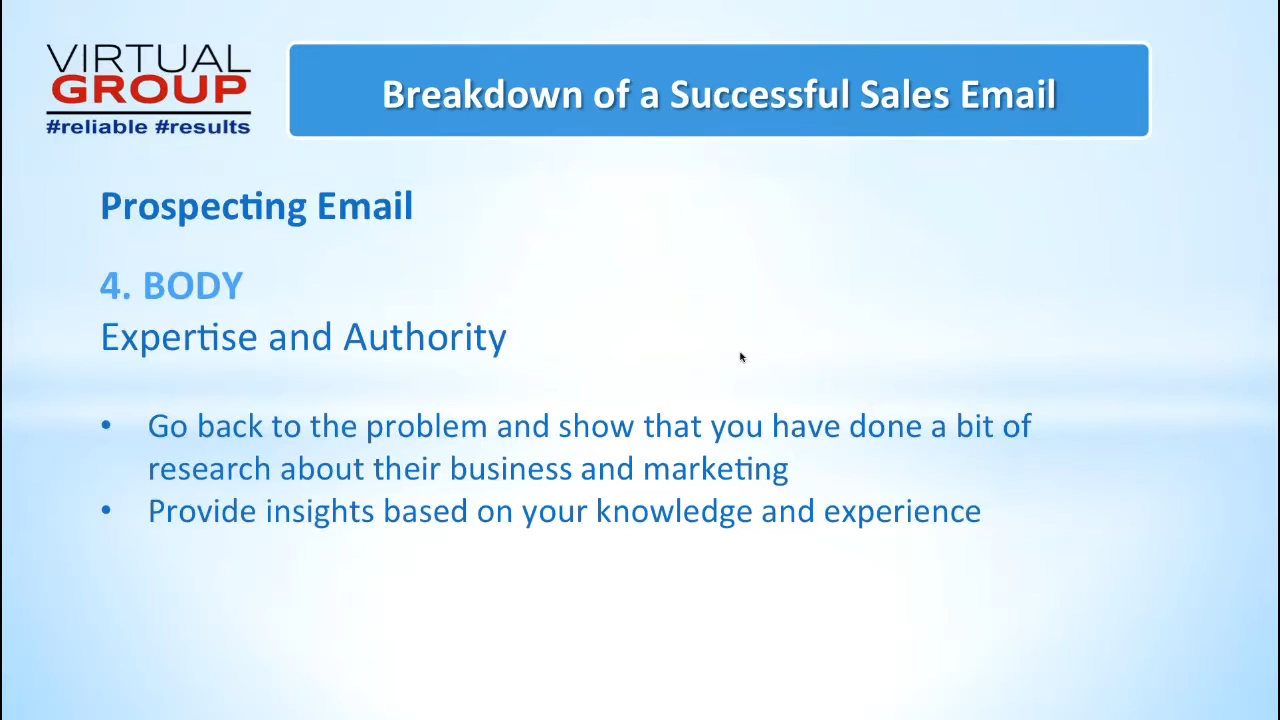 VIRTUAL
GROUP
#reliable #results
Breakdown of a Successful Sales Email
Prospecting Email
4. BODY
Expertise and Authority
• Go back to the problem and show that you have done a bit of
research about their business and marketing
• Provide insights based on your knowledge and experience